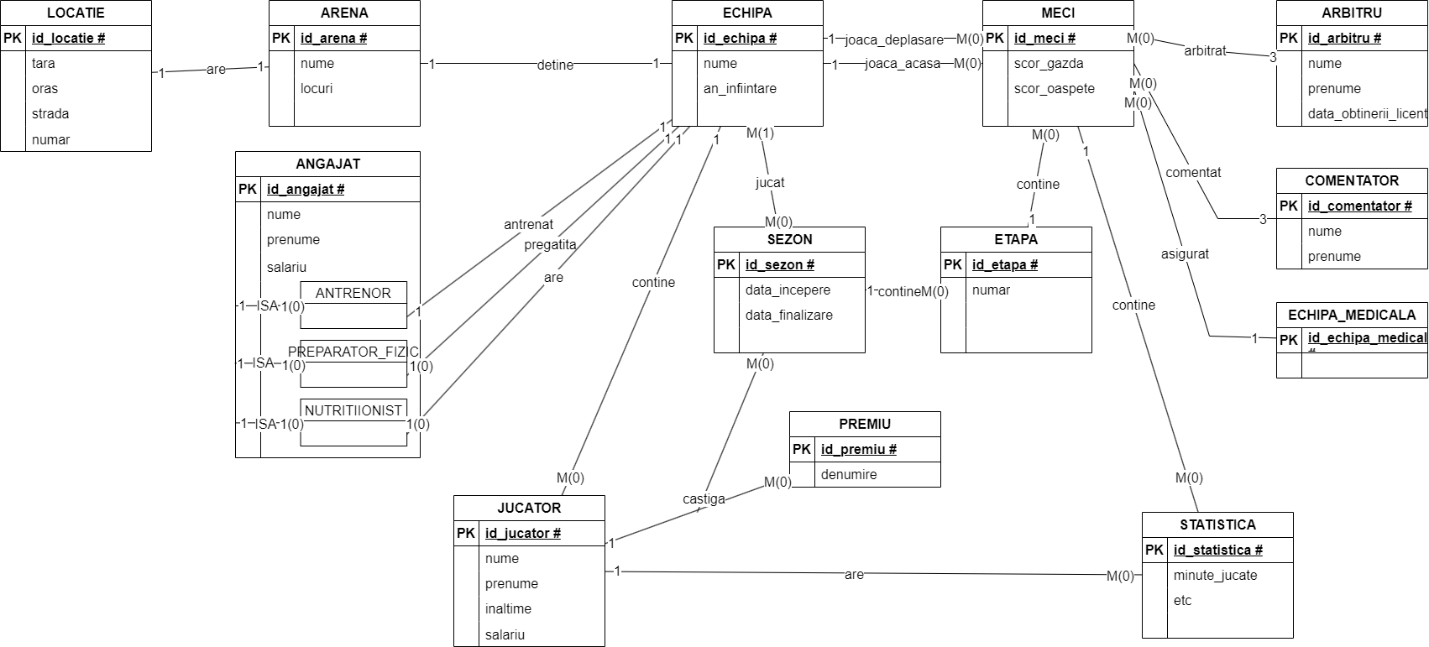 LOCATIE
PK id_locatie #
tara
oras
strada
numar
1 are 1
ARENA
PK id_arena #
nume
locuri
1 detine 1
ECHIPA
PK id_echipa #
nume
an_infiintare
1 joaca_deplasare M(0)
1 joaca_acasa M(0)
MECI
PK id_meci #
scor_gazda
scor_oaspete
M(0) arbitrat 3
ARBITRU
PK id_arbitru #
nume
prenume
data_obtinerii_licent
M(0) comentat 3
COMENTATOR
PK id_comentator #
nume
prenume
M(0) asigurat 1
ECHIPA_MEDICALA
PK id_echipa_medical
ANGAJAT
PK id_angajat #
nume
prenume
salariu
1 ISA 1(0) ANTRENOR
1 ISA 1(0) PREPARATOR_FIZIC
1 ISA 1(0) NUTRITIIONIST
1 antrenat 1
1 pregatita 1(0)
1 are 1(0)
1 contine M(0)
M(1) jucat M(0)
SEZON
PK id_sezon #
data_incepere
data_finalizare
1 contine M(0)
M(0) contine 1
ETAPA
PK id_etapa #
numar
1 contine M(0)
M(0) castiga
1 M(0)
PREMIU
PK id_premiu #
denumire
JUCATOR
PK id_jucator #
nume
prenume
inaltime
salariu
1 are M(0)
STATISTICA
PK id_statistica #
minute_jucate
etc